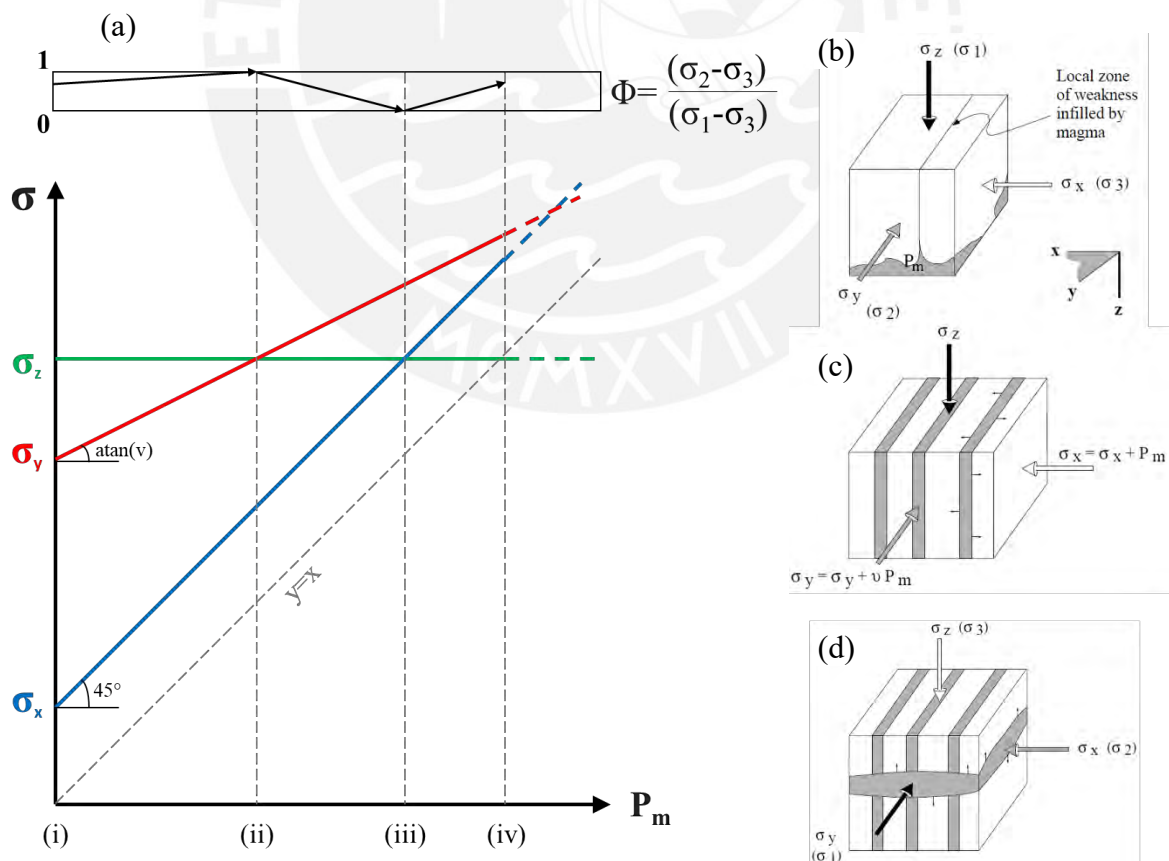 (a)
1
0
Φ= (σ2-σ3)
(σ1-σ3)
σ
σz
σy
atan(v)
σx
45°
y=x
Pm
(i)
(ii)
(iii)
(iv)
MCMXVII
(b)
σz (σ1)
Local zone
of weakness
infilled by
magma
σx (σ3)
Pm
σy
(σ2)
x
y
z
(c)
σz
σx = σx + Pm
σy = σy + υ Pm
(d)
σz (σ3)
σx (σ2)
σy
(σ1)